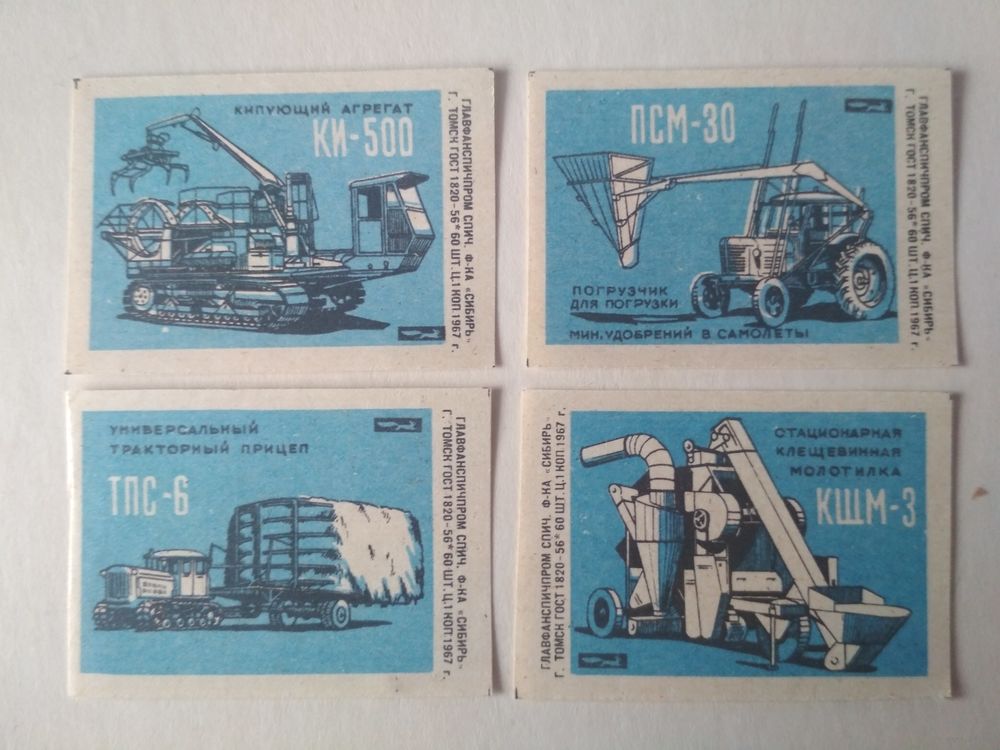 КИПУЮЩИЙ АГРЕГАТ
КИ-500
ГЛАВФАНСПИЧПРОМ СПИЧ. Ф-КА «СИБИРЬ»
Г. ТОМСК ГОСТ 1820-56* 60 ШТ. Ц.1 КОП. 1967 г.
ПСМ-30
ПОГРУЗЧИК
ДЛЯ ПОГРУЗКИ
МИН. УДОБРЕНИЙ В САМОЛЕТЫ
ГЛАВФАНСПИЧПРОМ СПИЧ. Ф-КА «СИБИРЬ»
Г. ТОМСК ГОСТ 1820-56* 60 ШТ. Ц.1 КОП. 1967 г.
УНИВЕРСАЛЬНЫЙ
ТРАКТОРНЫЙ ПРИЦЕП
ТПС-6
ГЛАВФАНСПИЧПРОМ СПИЧ. Ф-КА «СИБИРЬ»
Г. ТОМСК ГОСТ 1820-56* 60 ШТ. Ц.1 КОП. 1967 г.
СТАЦИОНАРНАЯ
КЛЕЩЕВИННАЯ
МОЛОТИЛКА
КЩМ-3
ГЛАВФАНСПИЧПРОМ СПИЧ. Ф-КА «СИБИРЬ»
Г. ТОМСК ГОСТ 1820-56* 60 ШТ. Ц.1 КОП. 1967 г.